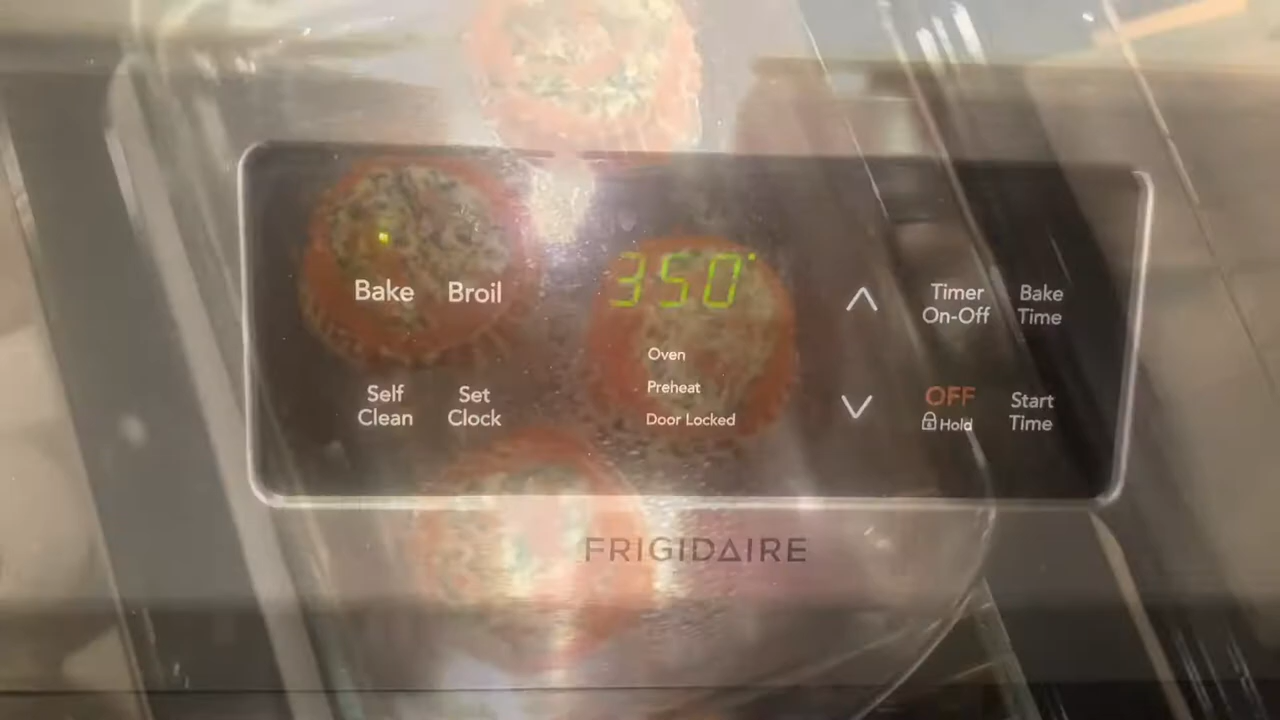 350°
Bake Broil
Timer On-Off
Bake Time
Oven
Preheat
Door Locked
Self Clean
Set Clock
OFF
Hold
Start Time
FRIGIDAIRE